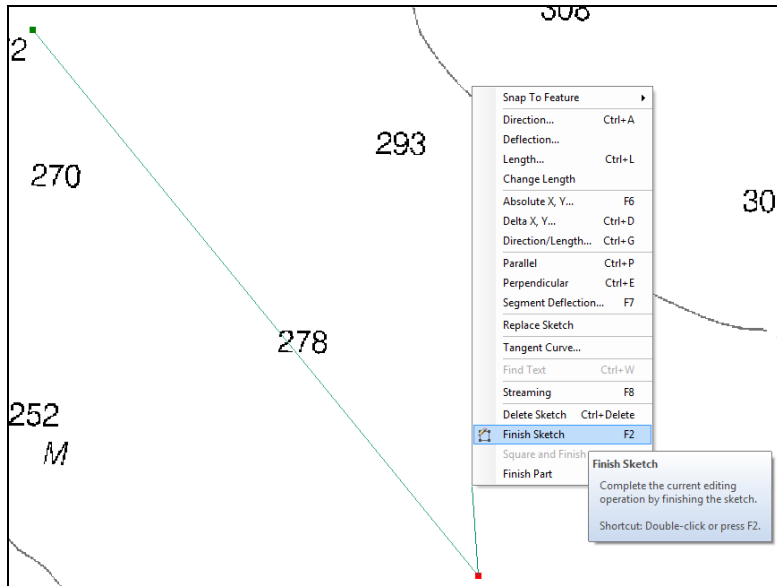 308
72
293
270
30
278
252
M
Snap To Feature
Direction... Ctrl+A
Deflection...
Length... Ctrl+L
Change Length
Absolute X, Y... F6
Delta X, Y... Ctrl+D
Direction/Length... Ctrl+G
Parallel Ctrl+P
Perpendicular Ctrl+E
Segment Deflection... F7
Replace Sketch
Tangent Curve...
Find Text Ctrl+W
Streaming F8
Delete Sketch Ctrl+Delete
Finish Sketch F2
Square and Finish
Finish Part
Finish Sketch
Complete the current editing
operation by finishing the sketch.
Shortcut: Double-click or press F2.